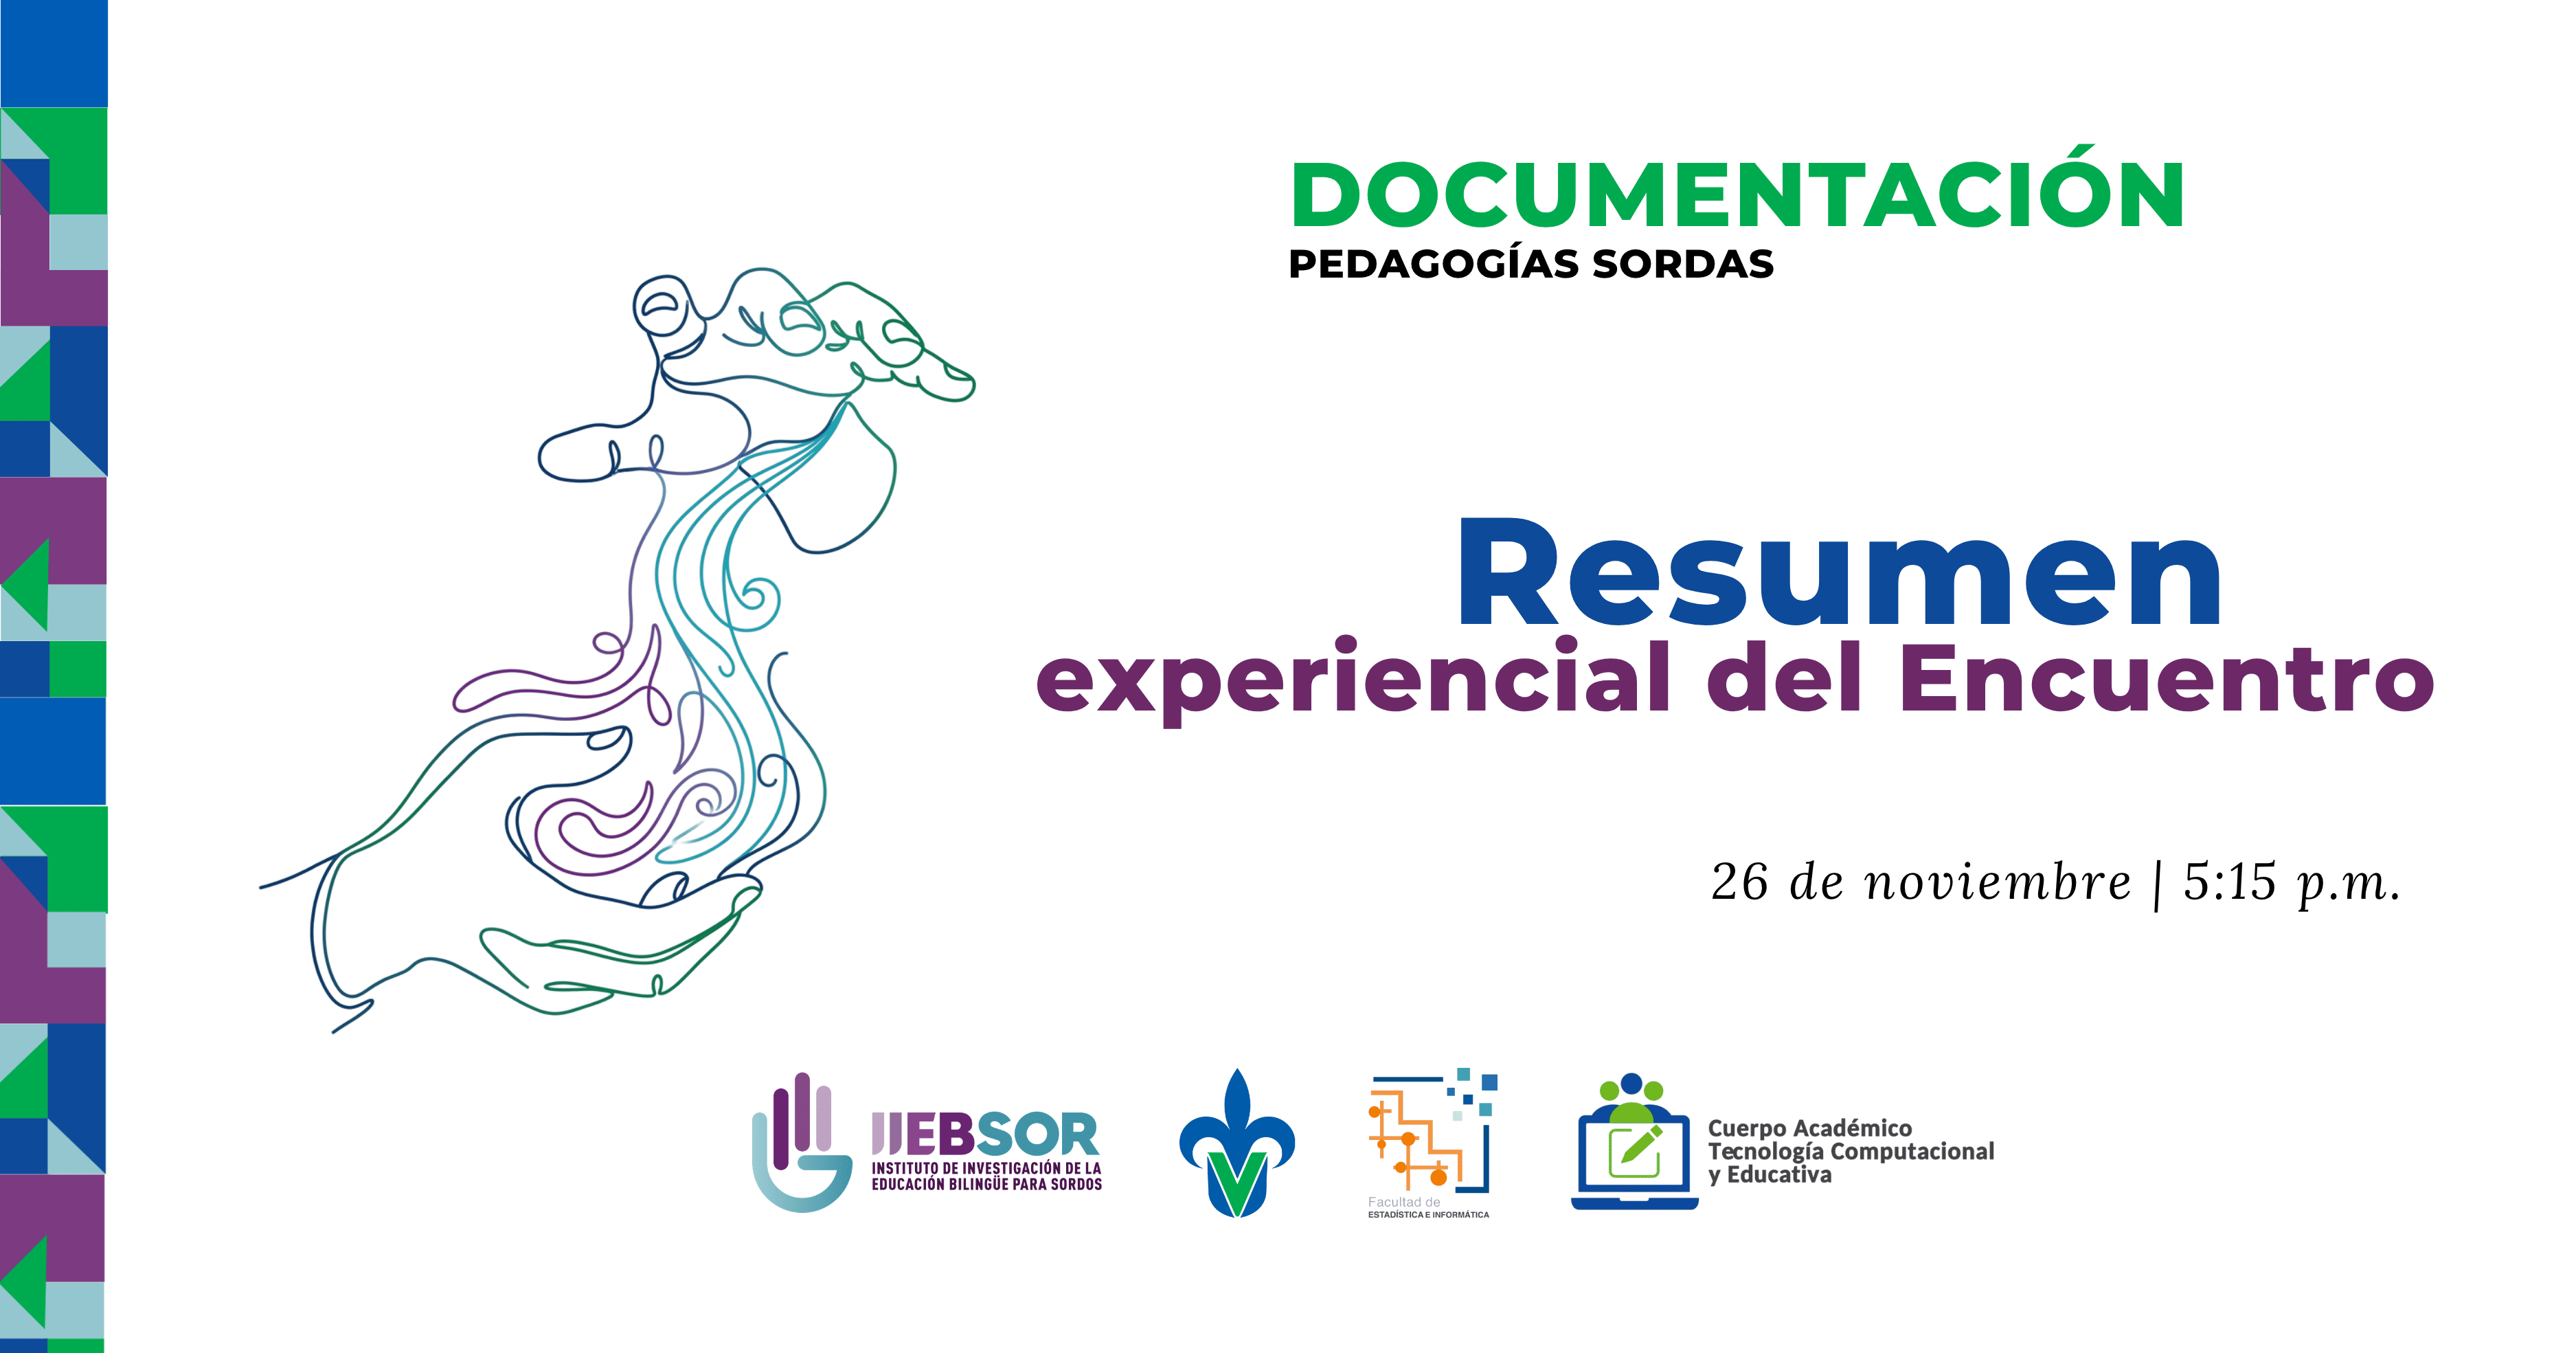 DOCUMENTACIÓN
PEDAGOGÍAS SORDAS
Resumen
experiencial del Encuentro
26 de noviembre | 5:15 p.m.
IIEBSOR
INSTITUTO DE INVESTIGACIÓN DE LA
EDUCACIÓN BILINGÜE PARA SORDOS
Facultad de
ESTADÍSTICA E INFORMÁTICA
Cuerpo Académico
Tecnología Computacional
y Educativa